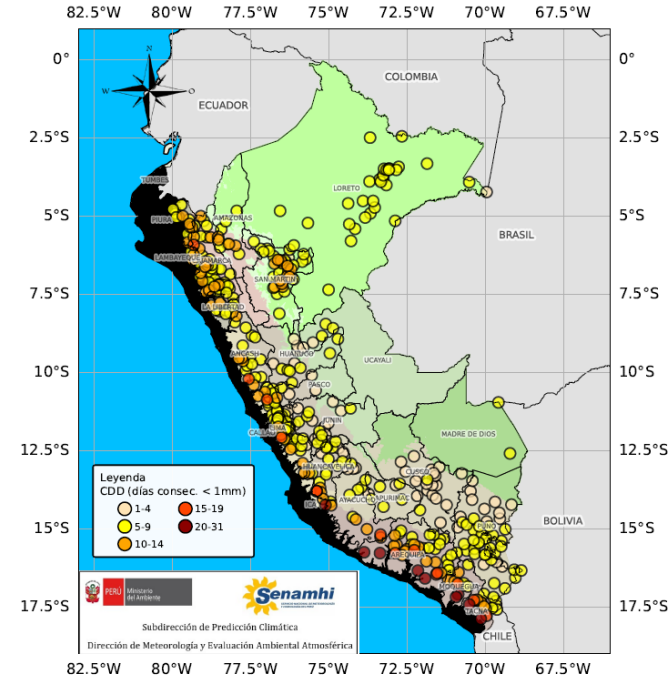 82.5°W 80°W 77.5°W 75°W 72.5°W 70°W 67.5°W
N
W O
0° 0°
COLOMBIA
ECUADOR
2.5°S 2.5°S
TUMBES
LORETO
5°S 5°S
PIURA AMAZONAS
BRASIL
LAMBAYEQUE CAJAMARCA
SAN MARTIN
7.5°S 7.5°S
LA LIBERTAD
ANCASH HUANUCO
UCAYALI
10°S 10°S
PASCO
JUNIN
LIMA
CALLAO
MADRE DE DIOS
12.5°S 12.5°S
HUANCAVELICA
CUSCO
AYACUCHO APURIMAC
ICA
Leyenda
CDD (días consec. < 1mm)
1-4 15-19
5-9 20-31
10-14
15°S 15°S
PUNO
BOLIVIA
AREQUIPA
MOQUEGUA
TACNA
17.5°S 17.5°S
CHILE
PERÚ
Ministerio
del Ambiente
Senamhi
Subdirección de Predicción Climática
Dirección de Meteorología y Evaluación Ambiental Atmosférica
82.5°W 80°W 77.5°W 75°W 72.5°W 70°W 67.5°W